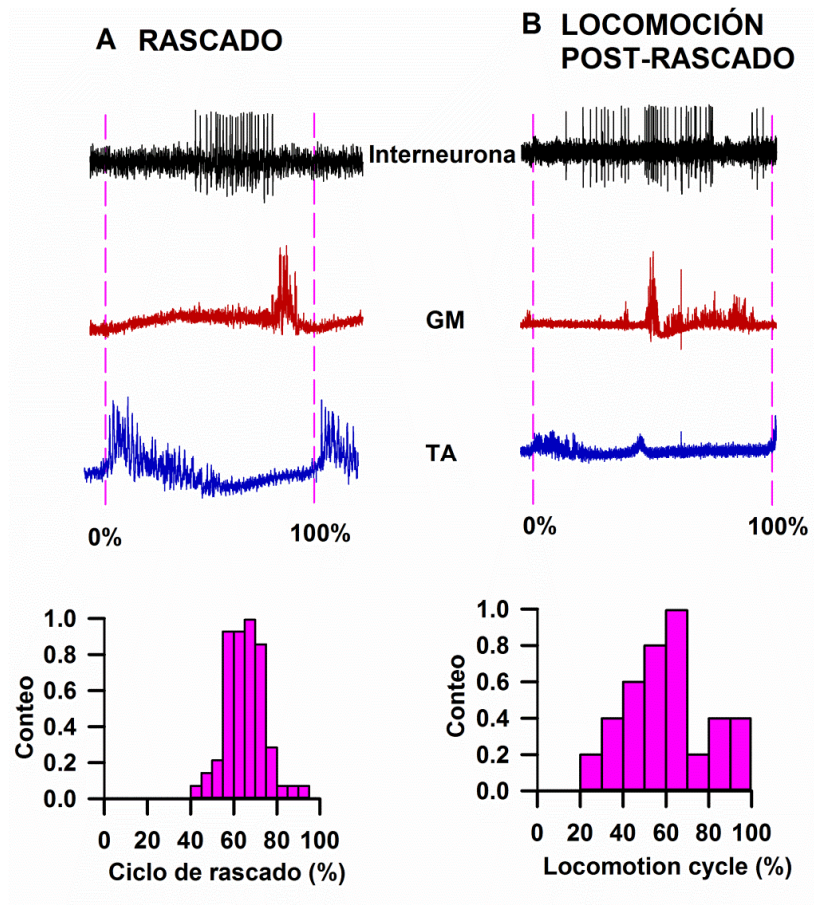 A RASCADO
B LOCOMOCIÓN
POST-RASCADO
Interneurona
GM
TA
0%
100%
0%
100%
1.0
0.8
0.6
0.4
0.2
0.0
Conteo
0 20 40 60 80 100
Ciclo de rascado (%)
1.0
0.8
0.6
0.4
0.2
0.0
Conteo
0 20 40 60 80 100
Locomotion cycle (%)